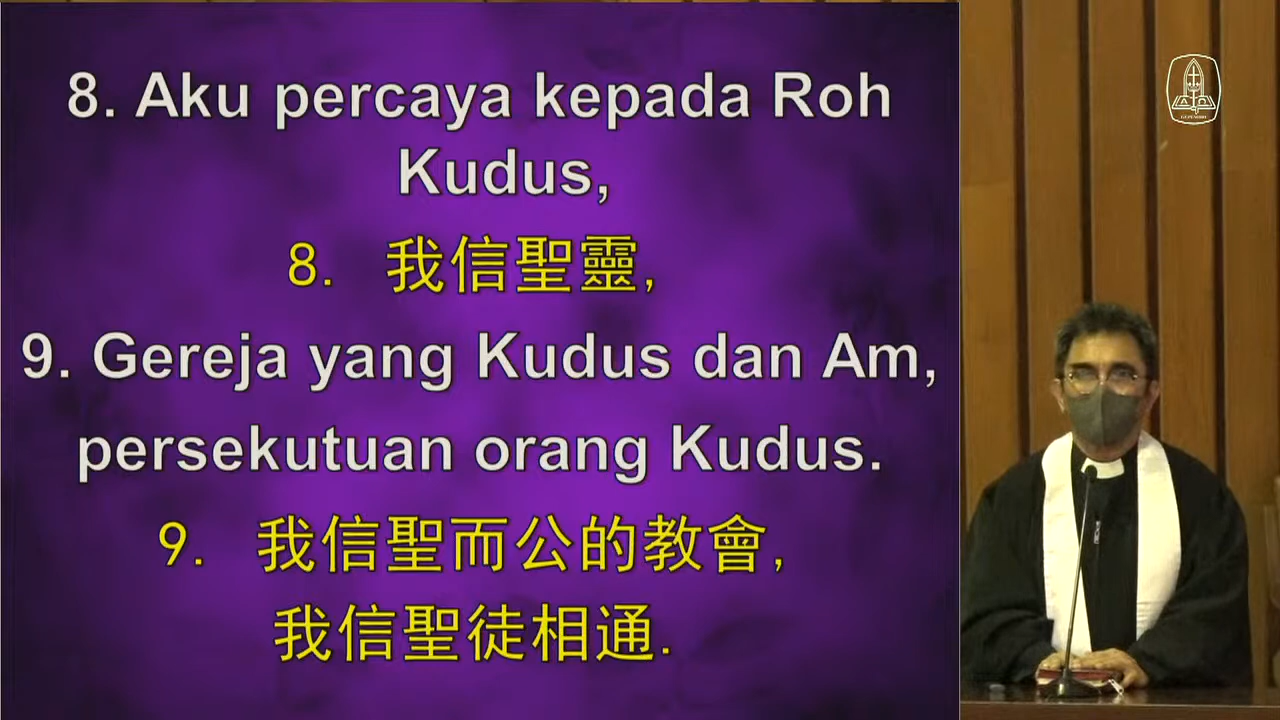 8. Aku percaya kepada Roh
Kudus,
8. 我信聖靈,
9. Gereja yang Kudus dan Am,
persekutuan orang Kudus.
9. 我信聖而公的教會,
我信聖徒相通.